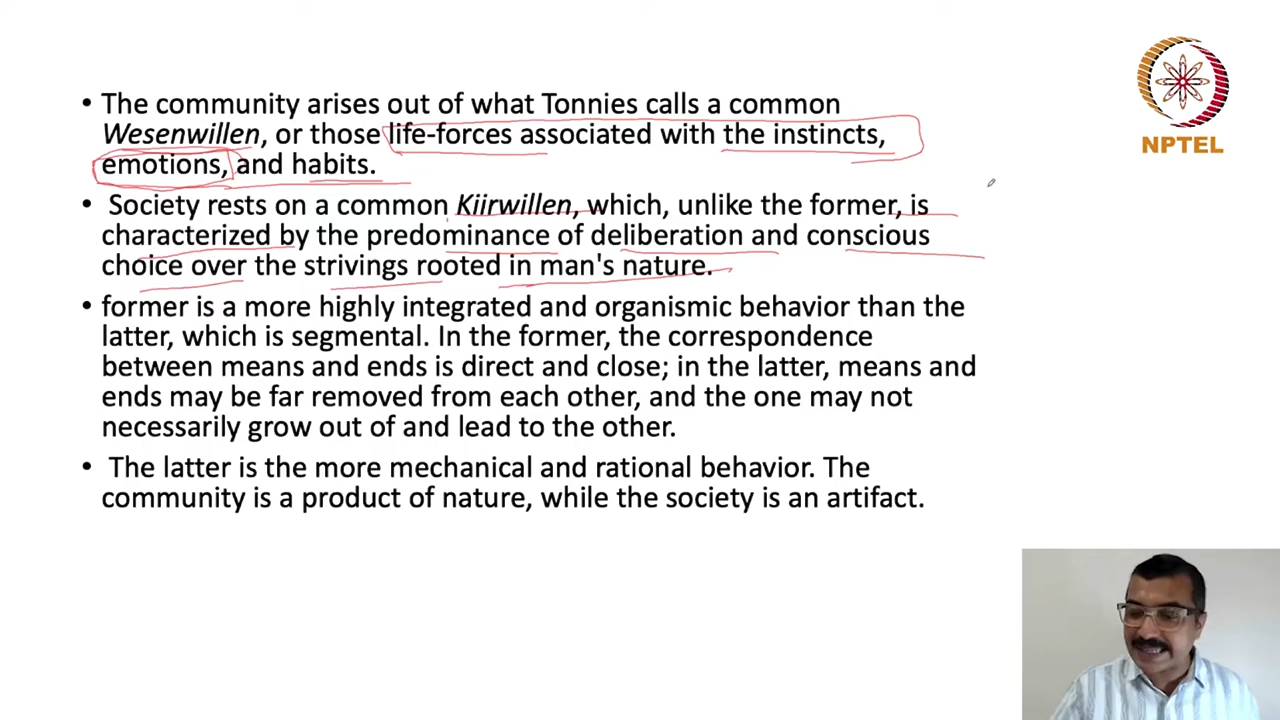 • The community arises out of what Tonnies calls a common
Wesenwillen, or those life-forces associated with the instincts,
emotions, and habits.
• Society rests on a common Kiirwillen, which, unlike the former, is
characterized by the predominance of deliberation and conscious
choice over the strivings rooted in man's nature.
• former is a more highly integrated and organismic behavior than the
latter, which is segmental. In the former, the correspondence
between means and ends is direct and close; in the latter, means and
ends may be far removed from each other, and the one may not
necessarily grow out of and lead to the other.
• The latter is the more mechanical and rational behavior. The
community is a product of nature, while the society is an artifact.
NPTEL